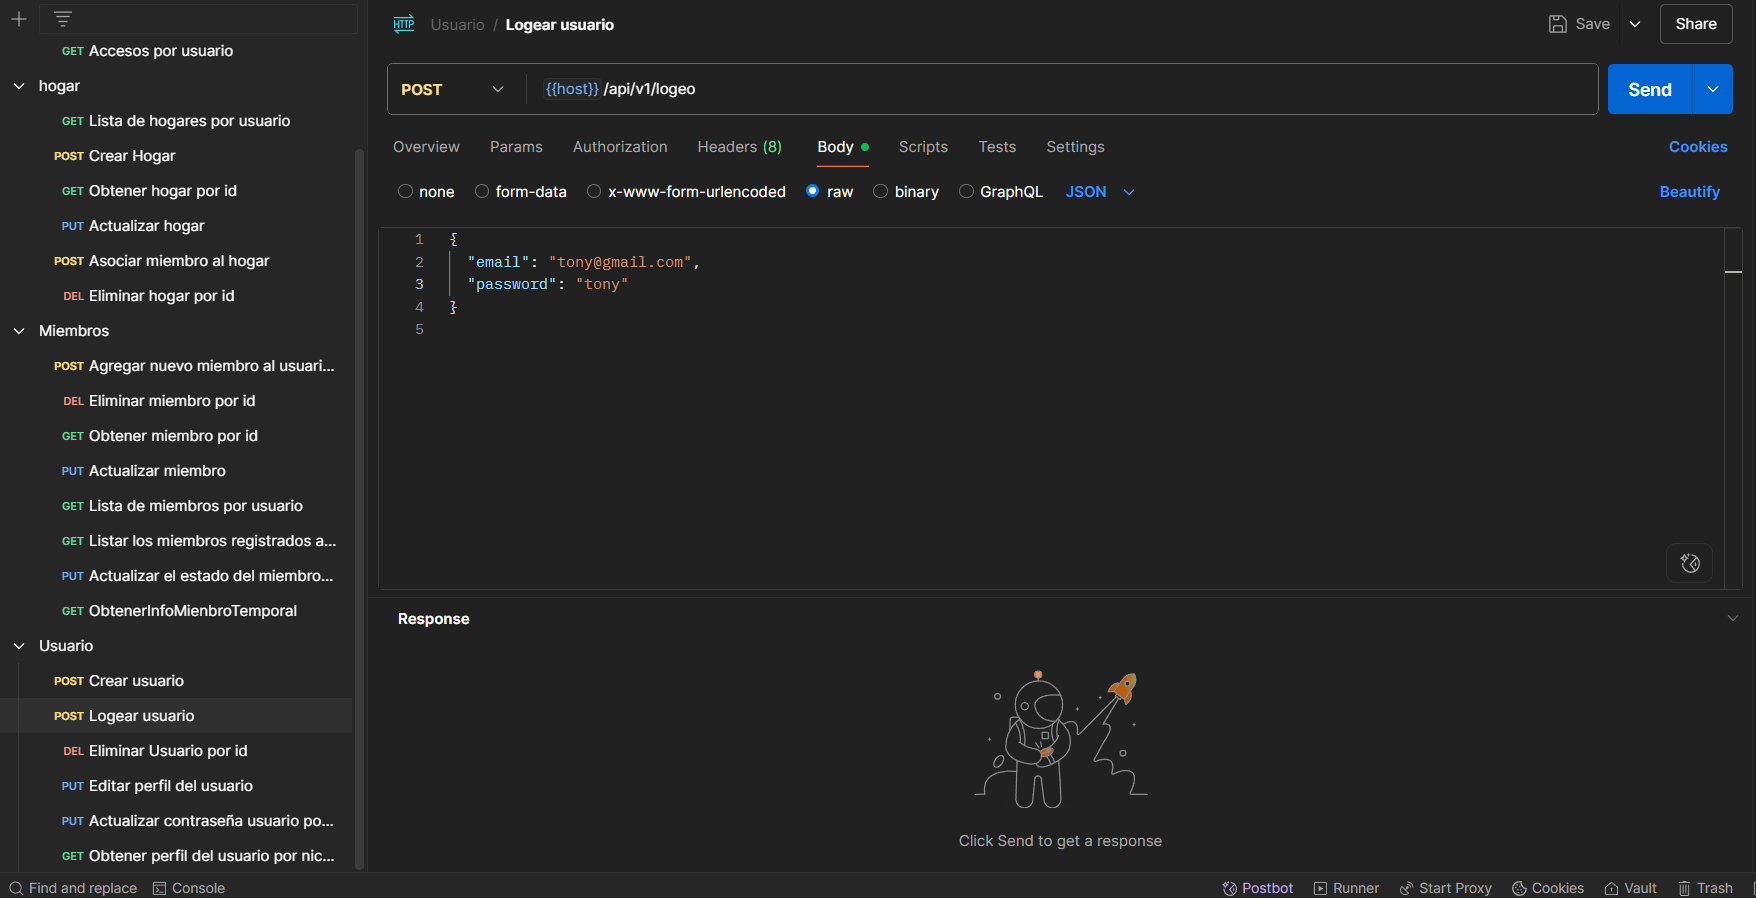 GET Accesos por usuario
hogar
GET Lista de hogares por usuario
POST Crear Hogar
GET Obtener hogar por id
PUT Actualizar hogar
POST Asociar miembro al hogar
DEL Eliminar hogar por id
Miembros
POST Agregar nuevo miembro al usuari...
DEL Eliminar miembro por id
GET Obtener miembro por id
PUT Actualizar miembro
GET Lista de miembros por usuario
GET Listar los miembros registrados a...
PUT Actualizar el estado del miembro...
GET ObtenerInfoMienbroTemporal
Usuario
POST Crear usuario
POST Logear usuario
DEL Eliminar Usuario por id
PUT Editar perfil del usuario
PUT Actualizar contraseña usuario po...
GET Obtener perfil del usuario por nic...
HTTP Usuario / Logear usuario
Save
Share
POST {{host}} /api/v1/logeo
Send
Overview Params Authorization Headers (8) Body Scripts Tests Settings
Cookies
none form-data x-www-form-urlencoded raw binary GraphQL JSON
Beautify
1 {
2 "email": "tony@gmail.com",
3 "password": "tony"
4 }
5
Response
Click Send to get a response
Find and replace Console
Postbot Runner Start Proxy Cookies Vault Trash